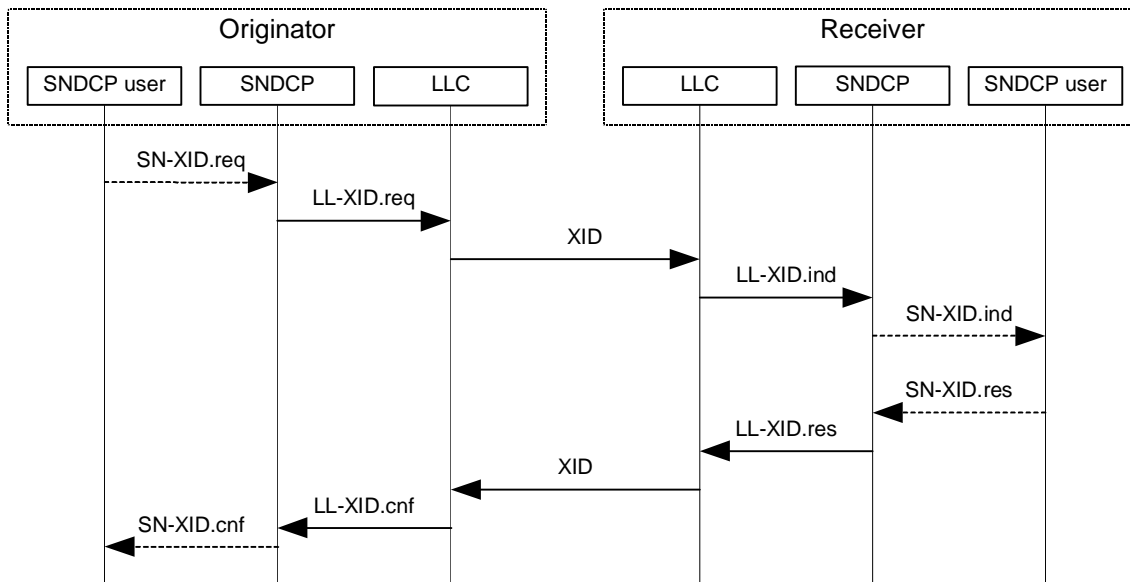 Originator
Receiver
SNDCP user
SNDCP
LLC
LLC
SNDCP
SNDCP user
SN-XID.req
LL-XID.req
XID
LL-XID.ind
SN-XID.ind
SN-XID.res
LL-XID.res
XID
LL-XID.cnf
SN-XID.cnf